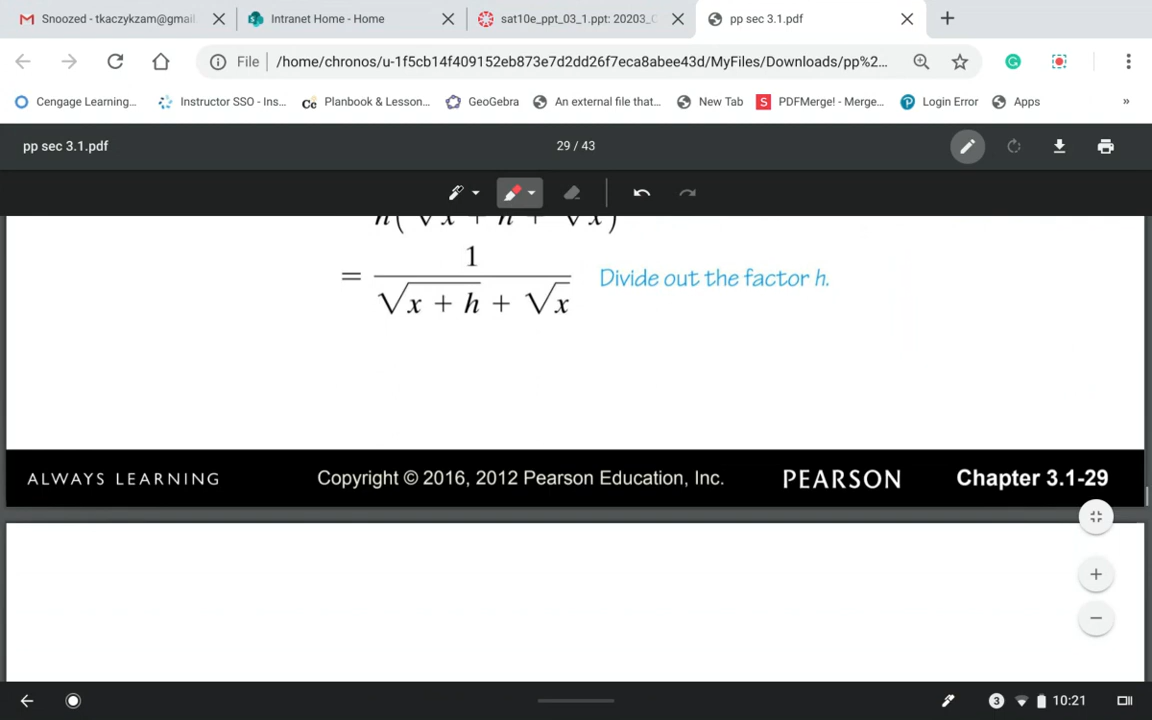 Snoozed - tkaczykzam@gmail.
Intranet Home - Home
sat10e_ppt_03_1.ppt: 20203_C
pp sec 3.1.pdf
File | /home/chronos/u-1f5cb14f409152eb873e7d2dd26f7eca8abee43d/MyFiles/Downloads/pp%2...
Cengage Learning... Instructor SSO - Ins... Cc Planbook & Lesson... GeoGebra An external file that... New Tab S PDFMerge! - Merge... P Login Error Apps »
pp sec 3.1.pdf 29 / 43
h(√x + h + √x)
= 1 / (√x + h + √x) Divide out the factor h.
ALWAYS LEARNING Copyright © 2016, 2012 Pearson Education, Inc. PEARSON Chapter 3.1-29
3 10:21